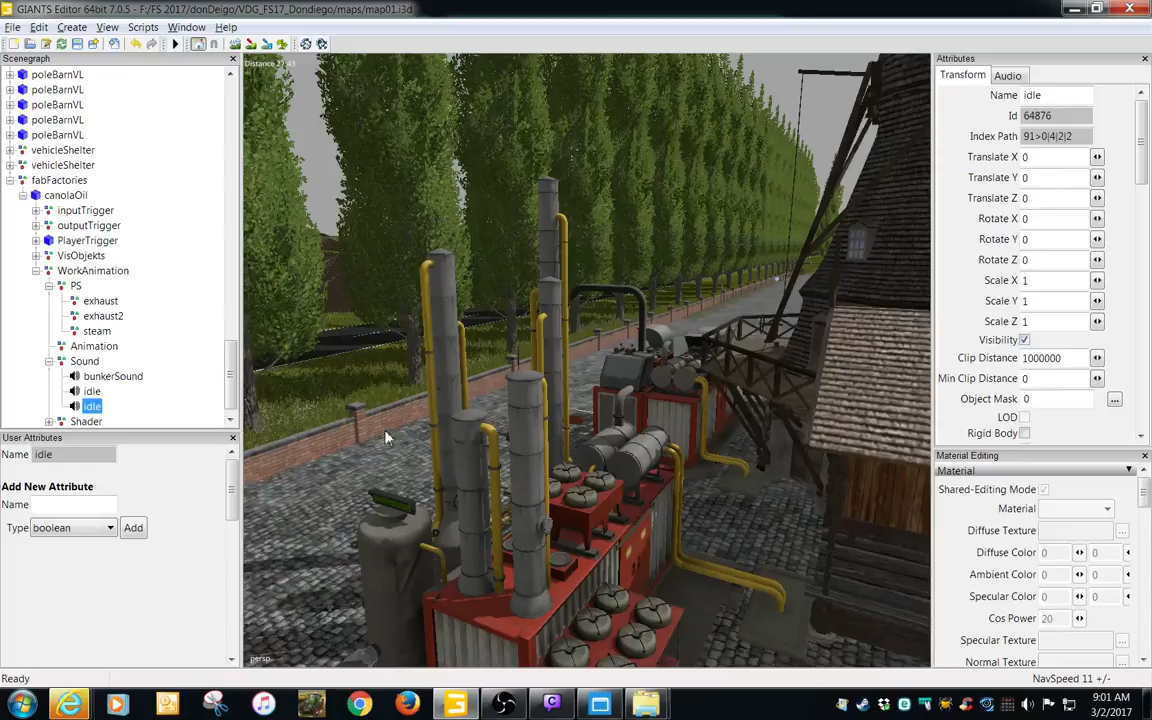 GIANTS Editor 64bit 7.0.5 - F:/FS 2017/donDeigo/VDG_FS17_Dondiego/maps/map01.i3d
File Edit Create View Scripts Window Help
Scenegraph
poleBarnVL
poleBarnVL
poleBarnVL
poleBarnVL
poleBarnVL
vehicleShelter
vehicleShelter
fabFactories
canolaOil
inputTrigger
outputTrigger
PlayerTrigger
VisObjekts
WorkAnimation
PS
exhaust
exhaust2
steam
Animation
Sound
bunkerSound
idle
idle
Shader
User Attributes
Name idle
Add New Attribute
Name
Type boolean Add
persp
Attributes
Transform Audio
Name idle
Id 64876
Index Path 91>0|4|2|2
Translate X 0
Translate Y 0
Translate Z 0
Rotate X 0
Rotate Y 0
Rotate Z 0
Scale X 1
Scale Y 1
Scale Z 1
Visibility
Clip Distance 1000000
Min Clip Distance 0
Object Mask 0 ...
LOD
Rigid Body
Material Editing
Material
Shared-Editing Mode
Material
Diffuse Texture ...
Diffuse Color 0 0
Ambient Color 0 0
Specular Color 0 0
Cos Power 20
Specular Texture ...
Normal Texture ...
Ready
NavSpeed 11 +/-
9:01 AM
3/2/2017